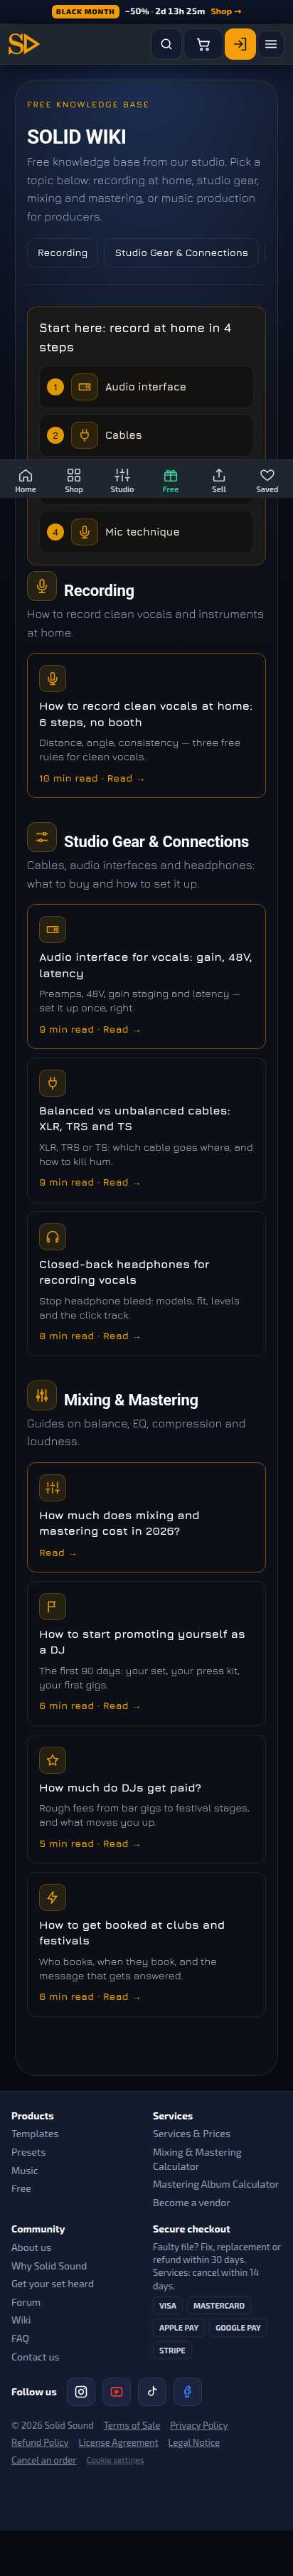 BLACK MONTH −50% · 2d 13h 25m Shop →
SD
FREE KNOWLEDGE BASE
SOLID WIKI
Free knowledge base from our studio. Pick a
topic below: recording at home, studio gear,
mixing and mastering, or music production
for producers.
Recording
Studio Gear & Connections
Start here: record at home in 4
steps
1 Audio interface
2 Cables
Home Shop Studio Free Sell Saved
4 Mic technique
Recording
How to record clean vocals and instruments
at home.
How to record clean vocals at home:
6 steps, no booth
Distance, angle, consistency — three free
rules for clean vocals.
10 min read · Read →
Studio Gear & Connections
Cables, audio interfaces and headphones:
what to buy and how to set it up.
Audio interface for vocals: gain, 48V,
latency
Preamps, 48V, gain staging and latency —
set it up once, right.
9 min read · Read →
Balanced vs unbalanced cables:
XLR, TRS and TS
XLR, TRS or TS: which cable goes where, and
how to kill hum.
9 min read · Read →
Closed-back headphones for
recording vocals
Stop headphone bleed: models, fit, levels
and the click track.
8 min read · Read →
Mixing & Mastering
Guides on balance, EQ, compression and
loudness.
How much does mixing and
mastering cost in 2026?
Read →
How to start promoting yourself as
a DJ
The first 90 days: your set, your press kit,
your first gigs.
6 min read · Read →
How much do DJs get paid?
Rough fees from bar gigs to festival stages,
and what moves you up.
5 min read · Read →
How to get booked at clubs and
festivals
Who books, when they book, and the
message that gets answered.
6 min read · Read →
Products
Templates
Presets
Music
Free
Services
Services & Prices
Mixing & Mastering
Calculator
Mastering Album Calculator
Become a vendor
Community
About us
Why Solid Sound
Get your set heard
Forum
Wiki
FAQ
Contact us
Secure checkout
Faulty file? Fix, replacement or
refund within 30 days.
Services: cancel within 14
days.
VISA MASTERCARD
APPLE PAY GOOGLE PAY
STRIPE
Follow us
© 2026 Solid Sound Terms of Sale Privacy Policy
Refund Policy License Agreement Legal Notice
Cancel an order Cookie settings